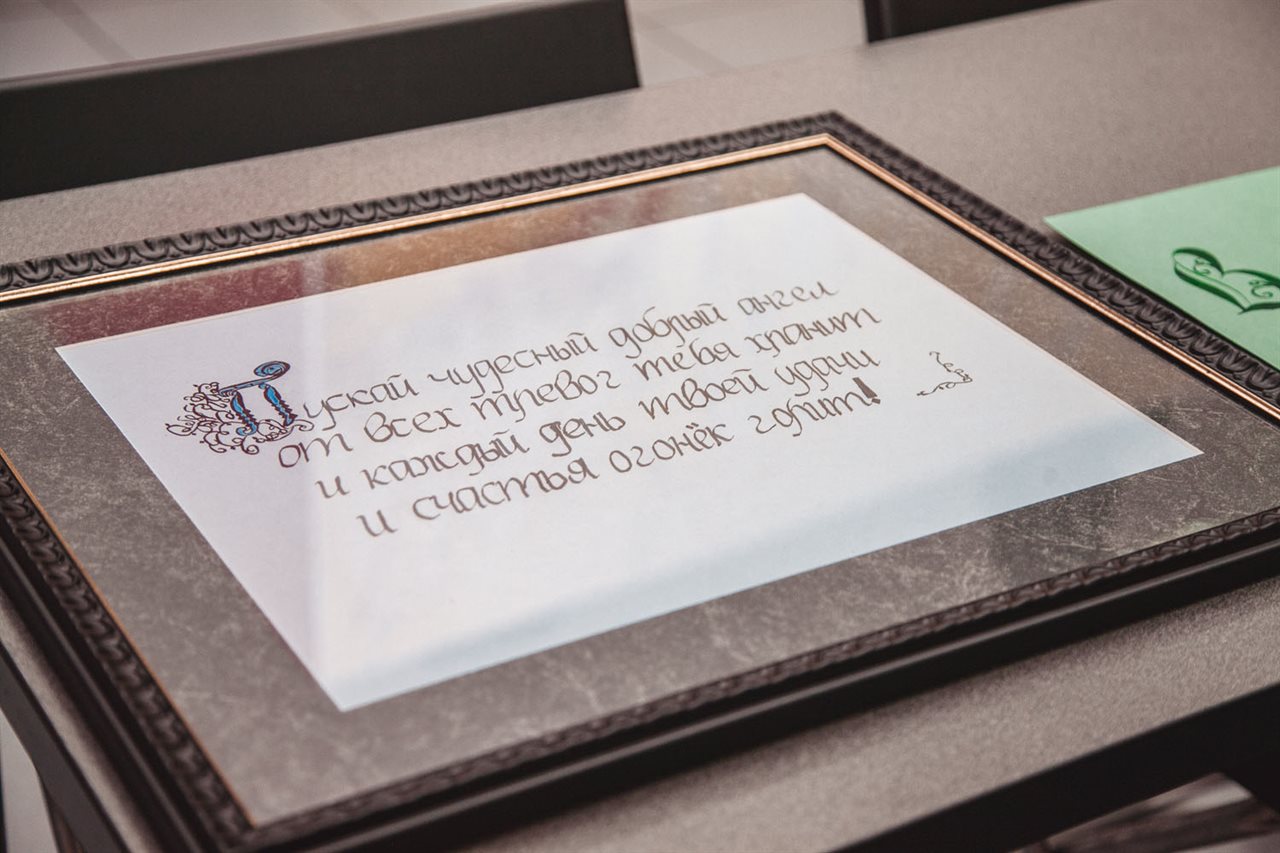 Пускай чудесный добрый ангел
от всех тревог тебя хранит
и каждый день твоей удачи
и счастья огонёк горит!